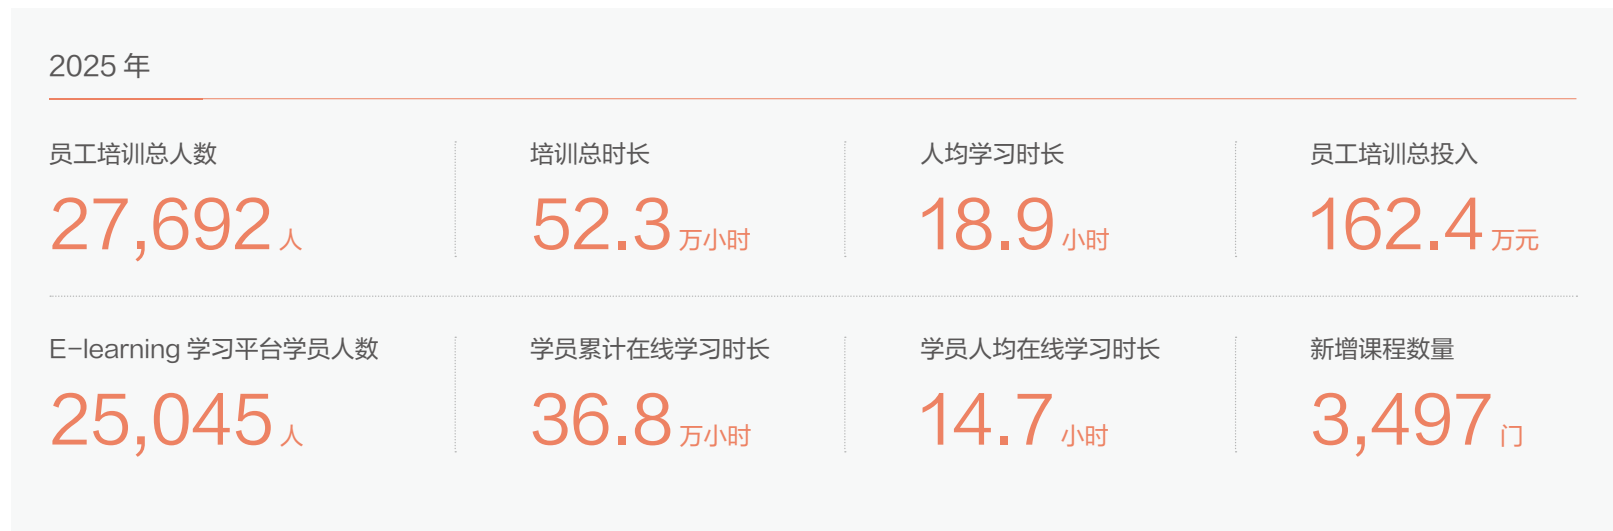 2025 年
员工培训总人数
27,692 人
培训总时长
52.3 万小时
人均学习时长
18.9 小时
员工培训总投入
162.4 万元
E-learning 学习平台学员人数
25,045 人
学员累计在线学习时长
36.8 万小时
学员人均在线学习时长
14.7 小时
新增课程数量
3,497 门